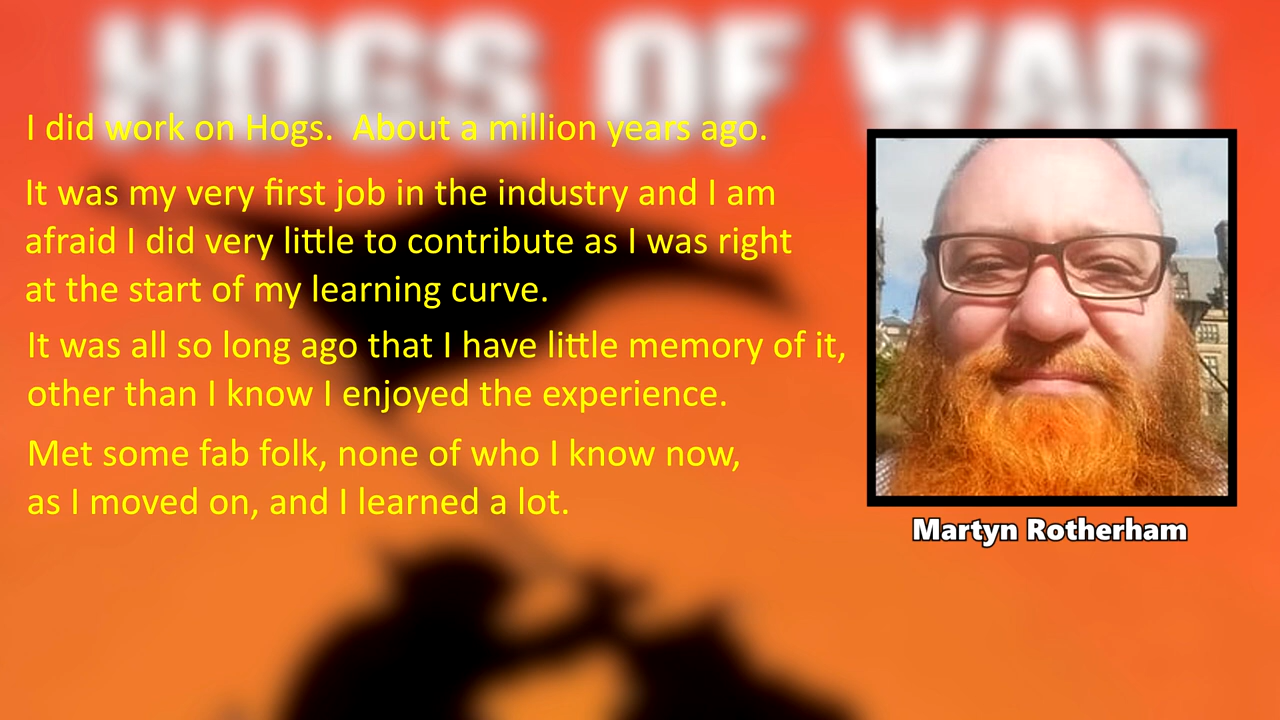 HOGS OF WAR
I did work on Hogs.  About a million years ago.
It was my very first job in the industry and I am
afraid I did very little to contribute as I was right
at the start of my learning curve.
It was all so long ago that I have little memory of it,
other than I know I enjoyed the experience.
Met some fab folk, none of who I know now,
as I moved on, and I learned a lot.
Martyn Rotherham